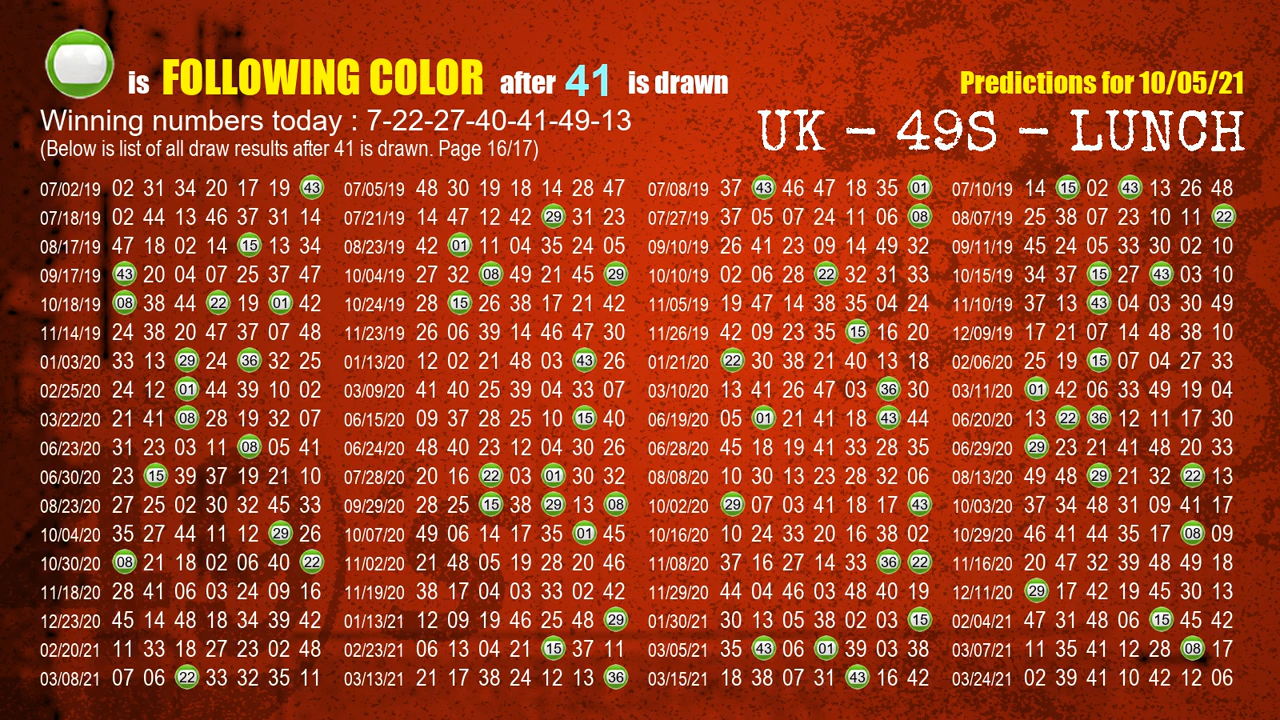 is FOLLOWING COLOR after 41 is drawn
Predictions for 10/05/21
Winning numbers today : 7-22-27-40-41-49-13
UK - 49S - LUNCH
(Below is list of all draw results after 41 is drawn. Page 16/17)
07/02/19 02 31 34 20 17 19 43 07/05/19 48 30 19 18 14 28 47 07/08/19 37 43 46 47 18 35 01 07/10/19 14 15 02 43 13 26 48
07/18/19 02 44 13 46 37 31 14 07/21/19 14 47 12 42 29 31 23 07/27/19 37 05 07 24 11 06 08 08/07/19 25 38 07 23 10 11 22
08/17/19 47 18 02 14 15 13 34 08/23/19 42 01 11 04 35 24 05 09/10/19 26 41 23 09 14 49 32 09/11/19 45 24 05 33 30 02 10
09/17/19 43 20 04 07 25 37 47 10/04/19 27 32 08 49 21 45 29 10/10/19 02 06 28 22 32 31 33 10/15/19 34 37 15 27 43 03 10
10/18/19 08 38 44 22 19 01 42 10/24/19 28 15 26 38 17 21 42 11/05/19 19 47 14 38 35 04 24 11/10/19 37 13 43 04 03 30 49
11/14/19 24 38 20 47 37 07 48 11/23/19 26 06 39 14 46 47 30 11/26/19 42 09 23 35 15 16 20 12/09/19 17 21 07 14 48 38 10
01/03/20 33 13 29 24 36 32 25 01/13/20 12 02 21 48 03 43 26 01/21/20 22 30 38 21 40 13 18 02/06/20 25 19 15 07 04 27 33
02/25/20 24 12 01 44 39 10 02 03/09/20 41 40 25 39 04 33 07 03/10/20 13 41 26 47 03 36 30 03/11/20 01 42 06 33 49 19 04
03/22/20 21 41 08 28 19 32 07 06/15/20 09 37 28 25 10 15 40 06/19/20 05 01 21 41 18 43 44 06/20/20 13 22 36 12 11 17 30
06/23/20 31 23 03 11 08 05 41 06/24/20 48 40 23 12 04 30 26 06/28/20 45 18 19 41 33 28 35 06/29/20 29 23 21 41 48 20 33
06/30/20 23 15 39 37 19 21 10 07/28/20 20 16 22 03 01 30 32 08/08/20 10 30 13 23 28 32 06 08/13/20 49 48 29 21 32 22 13
08/23/20 27 25 02 30 32 45 33 09/29/20 28 25 15 38 29 13 08 10/02/20 29 07 03 41 18 17 43 10/03/20 37 34 48 31 09 41 17
10/04/20 35 27 44 11 12 29 26 10/07/20 49 06 14 17 35 01 45 10/16/20 10 24 33 20 16 38 02 10/29/20 46 41 44 35 17 08 09
10/30/20 08 21 18 02 06 40 22 11/02/20 21 48 05 19 28 20 46 11/08/20 37 16 27 14 33 36 22 11/16/20 20 47 32 39 48 49 18
11/18/20 28 41 06 03 24 09 16 11/19/20 38 17 04 03 33 02 42 11/29/20 44 04 46 03 48 40 19 12/11/20 29 17 42 19 45 30 13
12/23/20 45 14 48 18 34 39 42 01/13/21 12 09 19 46 25 48 29 01/30/21 30 13 05 38 02 03 15 02/04/21 47 31 48 06 15 45 42
02/20/21 11 33 18 27 23 02 48 02/23/21 06 13 04 21 15 37 11 03/05/21 35 43 06 01 39 03 38 03/07/21 11 35 41 12 28 08 17
03/08/21 07 06 22 33 32 35 11 03/13/21 21 17 38 24 12 13 36 03/15/21 18 38 07 31 43 16 42 03/24/21 02 39 41 10 42 12 06